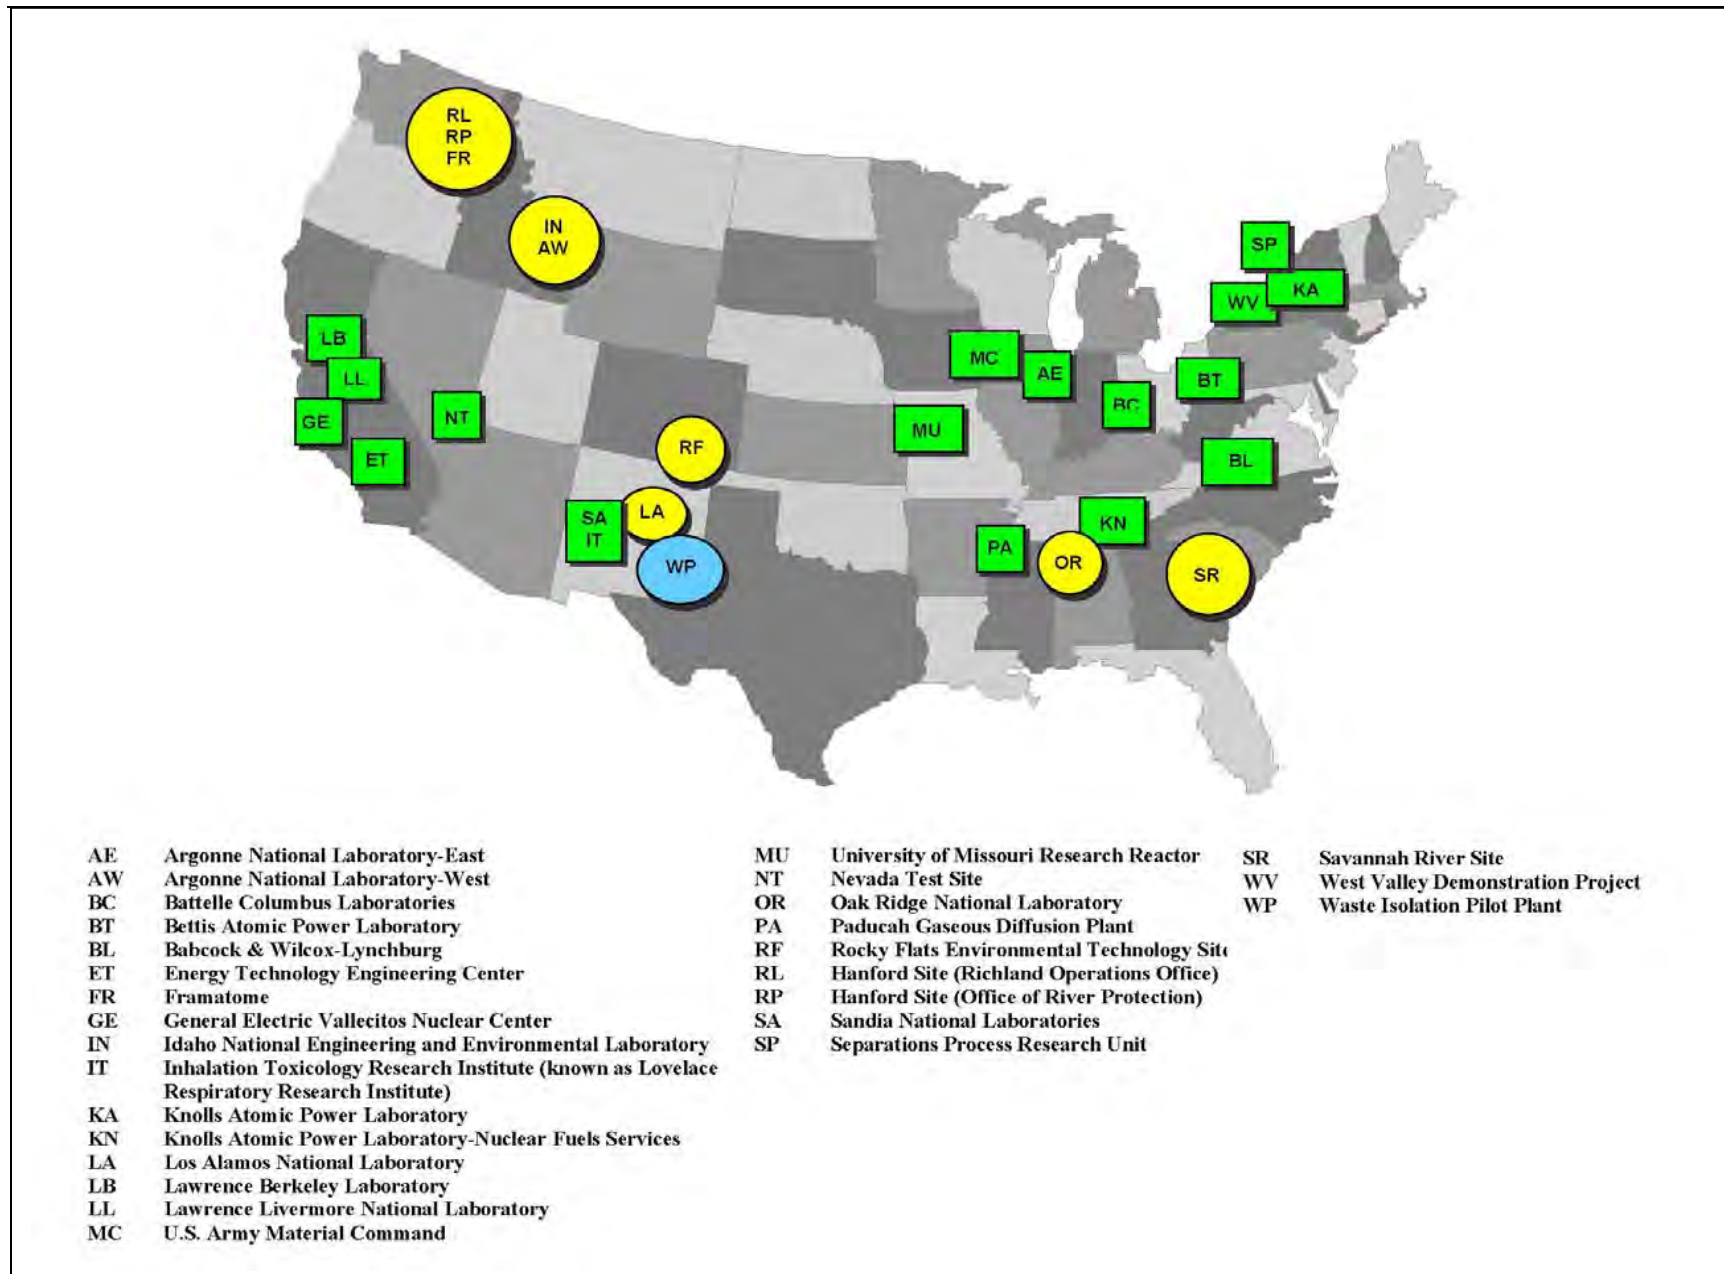 RL
RP
FR
IN
AW
SP
WV
KA
LB
LL
MC
AE
BT
BC
GE
NT
MU
RF
ET
BL
SA
IT
LA
KN
PA
WP
OR
SR
AE Argonne National Laboratory-East
AW Argonne National Laboratory-West
BC Battelle Columbus Laboratories
BT Bettis Atomic Power Laboratory
BL Babcock & Wilcox-Lynchburg
ET Energy Technology Engineering Center
FR Framatome
GE General Electric Vallecitos Nuclear Center
IN Idaho National Engineering and Environmental Laboratory
IT Inhalation Toxicology Research Institute (known as Lovelace
Respiratory Research Institute)
KA Knolls Atomic Power Laboratory
KN Knolls Atomic Power Laboratory-Nuclear Fuels Services
LA Los Alamos National Laboratory
LB Lawrence Berkeley Laboratory
LL Lawrence Livermore National Laboratory
MC U.S. Army Material Command
MU University of Missouri Research Reactor
NT Nevada Test Site
OR Oak Ridge National Laboratory
PA Paducah Gaseous Diffusion Plant
RF Rocky Flats Environmental Technology Site
RL Hanford Site (Richland Operations Office)
RP Hanford Site (Office of River Protection)
SA Sandia National Laboratories
SP Separations Process Research Unit
SR Savannah River Site
WV West Valley Demonstration Project
WP Waste Isolation Pilot Plant